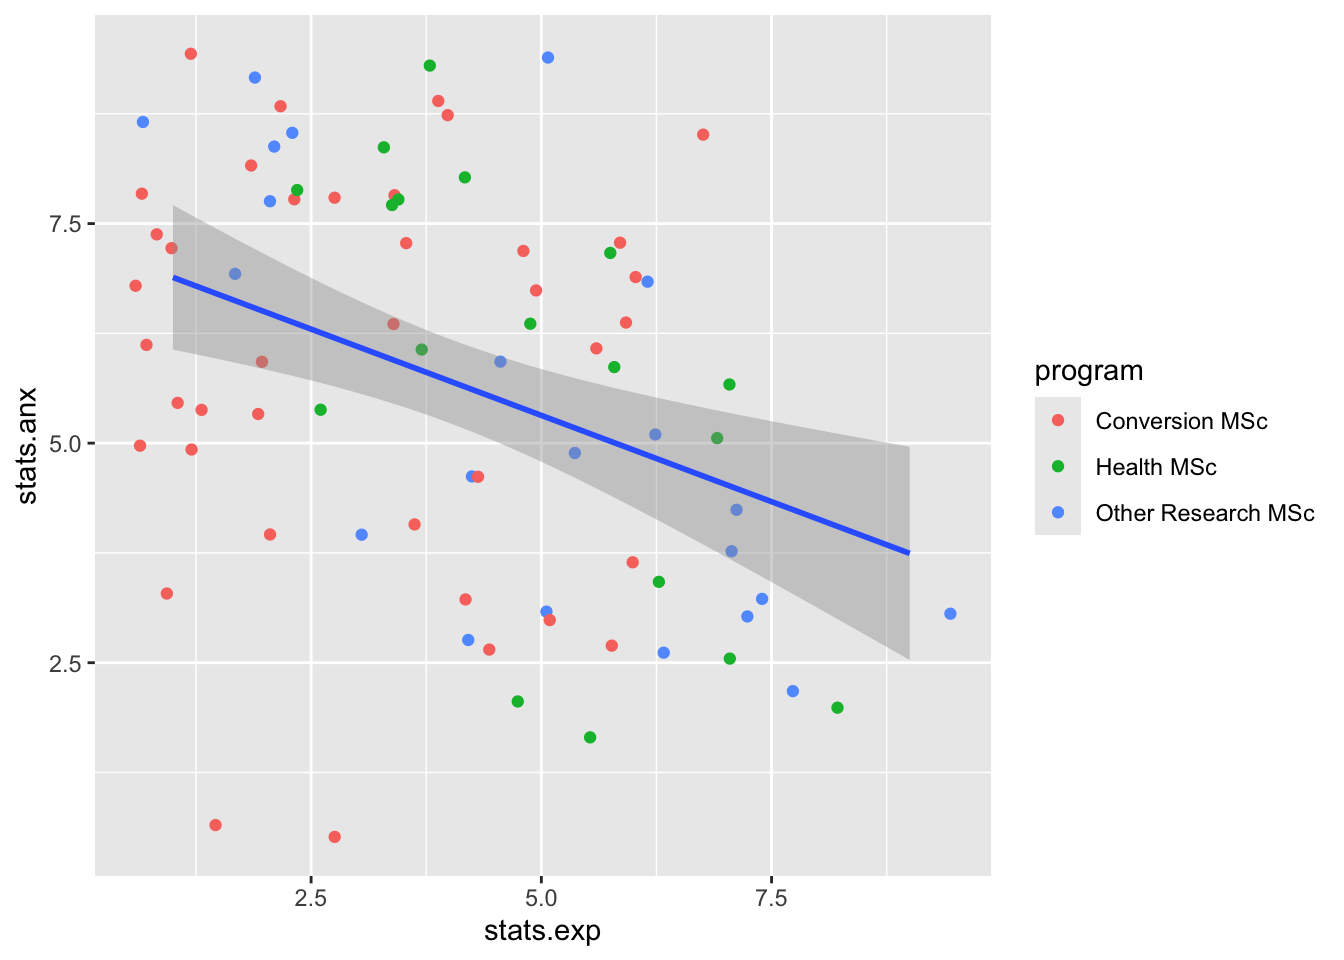 stats.anx
7.5
5.0
2.5
2.5
5.0
7.5
stats.exp
program
Conversion MSc
Health MSc
Other Research MSc